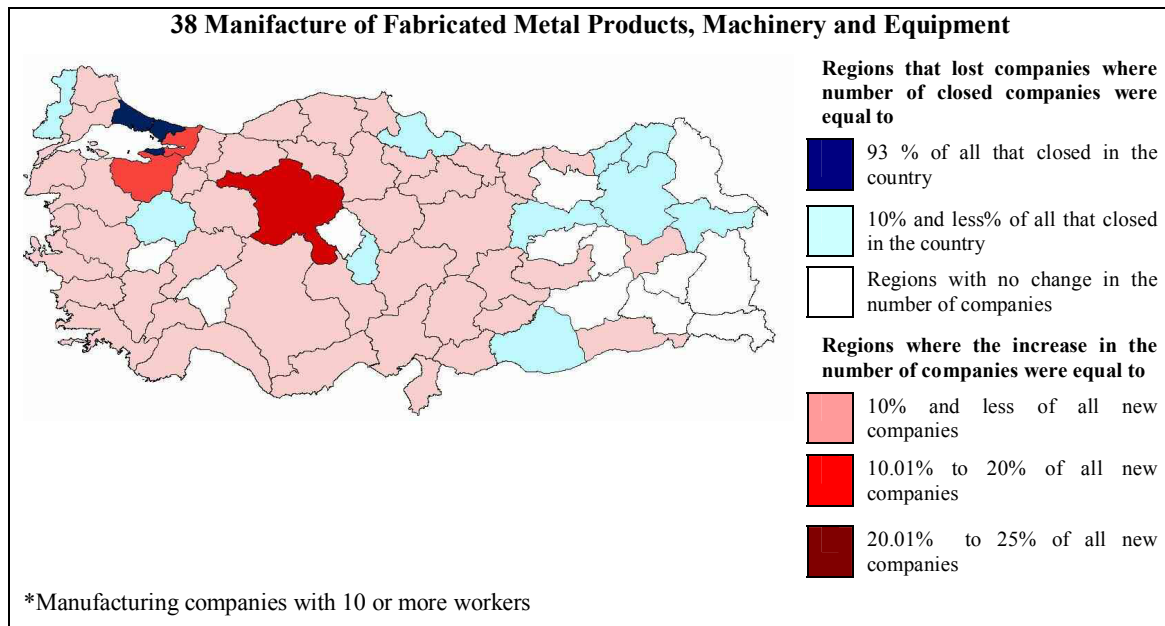 38 Manifacture of Fabricated Metal Products, Machinery and Equipment
Regions that lost companies where
number of closed companies were
equal to
93 % of all that closed in the
country
10% and less% of all that closed
in the country
Regions with no change in the
number of companies
Regions where the increase in the
number of companies were equal to
10% and less of all new
companies
10.01% to 20% of all new
companies
20.01% to 25% of all new
companies
*Manufacturing companies with 10 or more workers